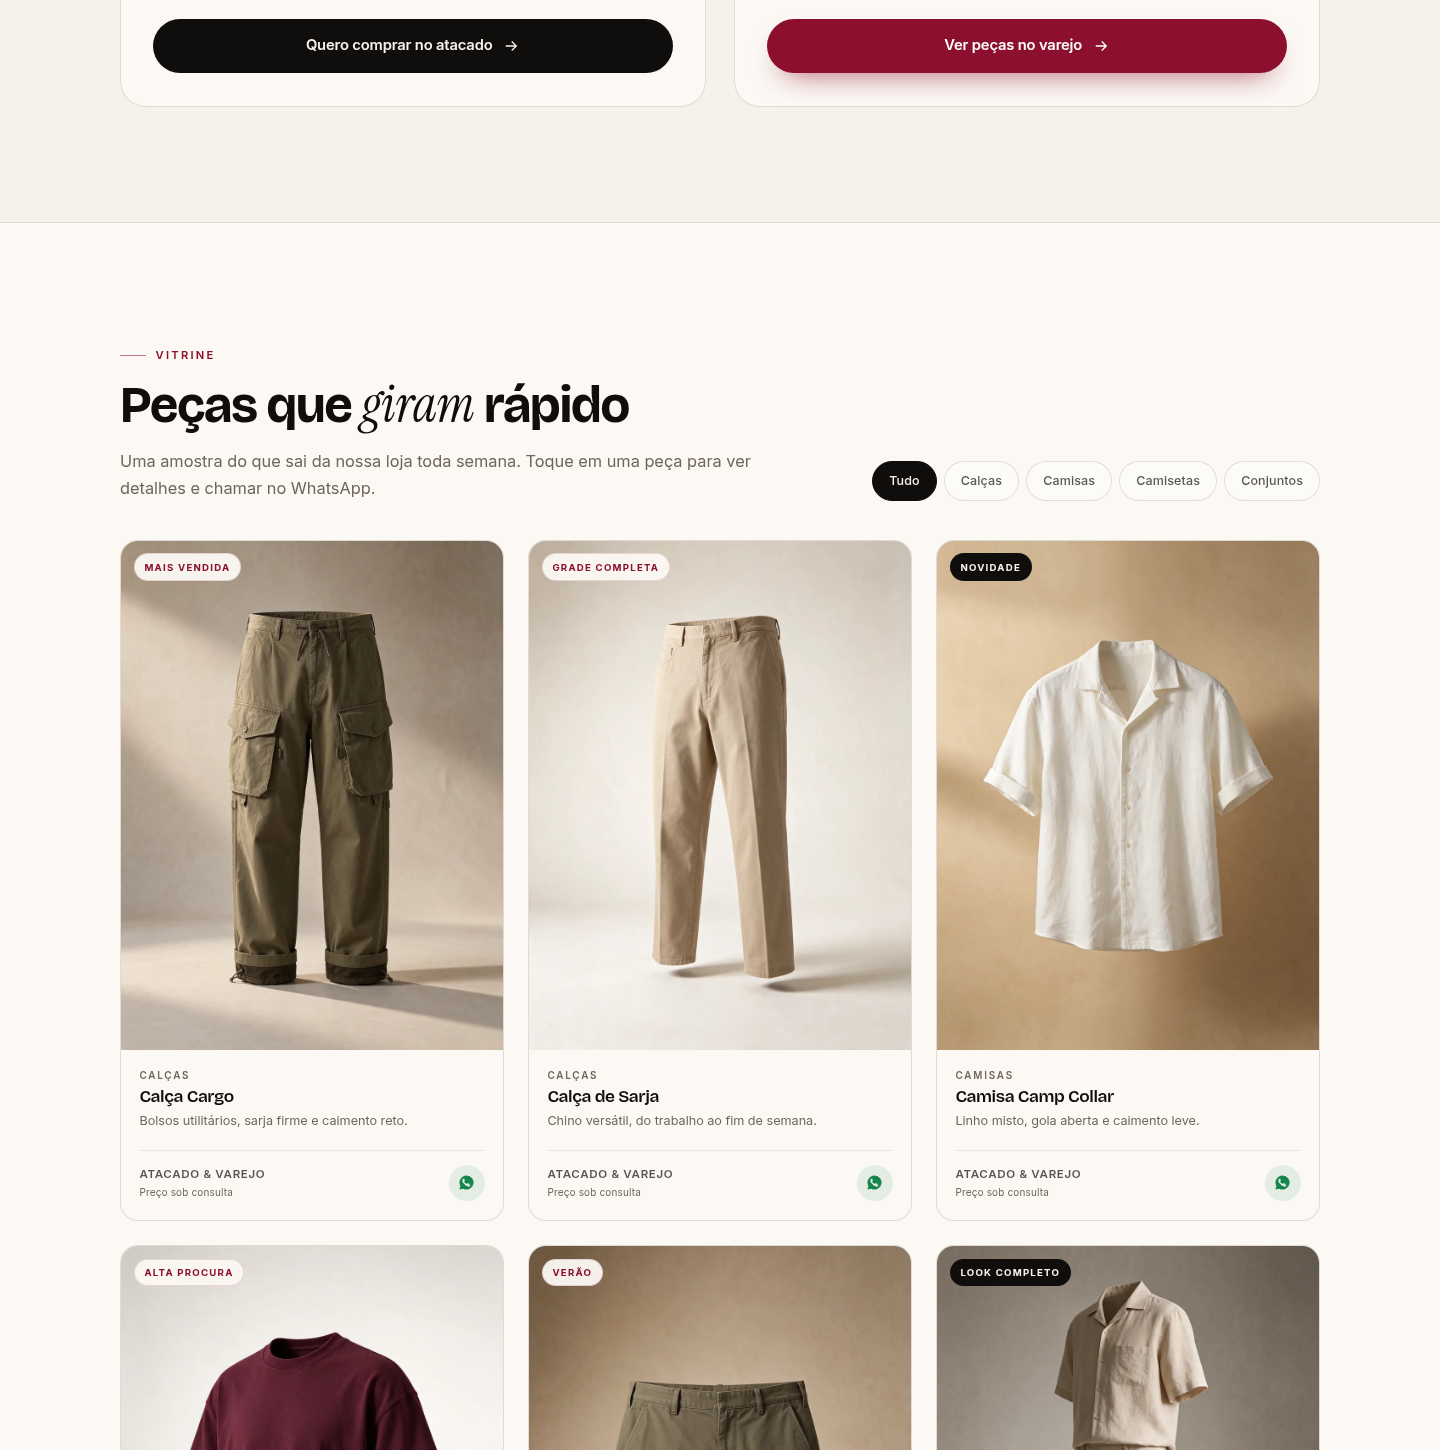 Quero comprar no atacado →
Ver peças no varejo →
VITRINE
Peças que giram rápido
Uma amostra do que sai da nossa loja toda semana. Toque em uma peça para ver
detalhes e chamar no WhatsApp.
Tudo
Calças
Camisas
Camisetas
Conjuntos
MAIS VENDIDA
GRADE COMPLETA
NOVIDADE
CALÇAS
Calça Cargo
Bolsos utilitários, sarja firme e caimento reto.
ATACADO & VAREJO
Preço sob consulta
CALÇAS
Calça de Sarja
Chino versátil, do trabalho ao fim de semana.
ATACADO & VAREJO
Preço sob consulta
CAMISAS
Camisa Camp Collar
Linho misto, gola aberta e caimento leve.
ATACADO & VAREJO
Preço sob consulta
ALTA PROCURA
VERÃO
LOOK COMPLETO